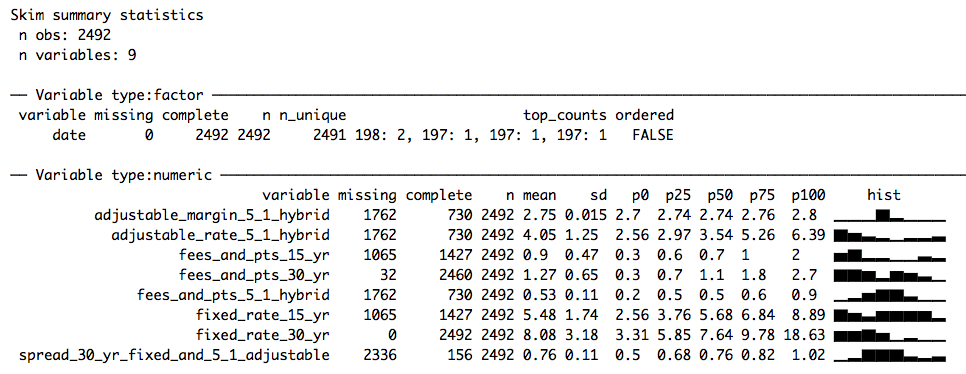 Skim summary statistics
n obs: 2492
n variables: 9
── Variable type:factor ──
variable missing complete n n_unique top_counts ordered
date 0 2492 2492 2491 198: 2, 197: 1, 197: 1, 197: 1 FALSE
── Variable type:numeric ──
variable missing complete n mean sd p0 p25 p50 p75 p100 hist
adjustable_margin_5_1_hybrid 1762 730 2492 2.75 0.015 2.7 2.74 2.74 2.76 2.8
adjustable_rate_5_1_hybrid 1762 730 2492 4.05 1.25 2.56 2.97 3.54 5.26 6.39
fees_and_pts_15_yr 1065 1427 2492 0.9 0.47 0.3 0.6 0.7 1 2
fees_and_pts_30_yr 32 2460 2492 1.27 0.65 0.3 0.7 1.1 1.8 2.7
fees_and_pts_5_1_hybrid 1762 730 2492 0.53 0.11 0.2 0.5 0.5 0.6 0.9
fixed_rate_15_yr 1065 1427 2492 5.48 1.74 2.56 3.76 5.68 6.84 8.89
fixed_rate_30_yr 0 2492 2492 8.08 3.18 3.31 5.85 7.64 9.78 18.63
spread_30_yr_fixed_and_5_1_adjustable 2336 156 2492 0.76 0.11 0.5 0.68 0.76 0.82 1.02